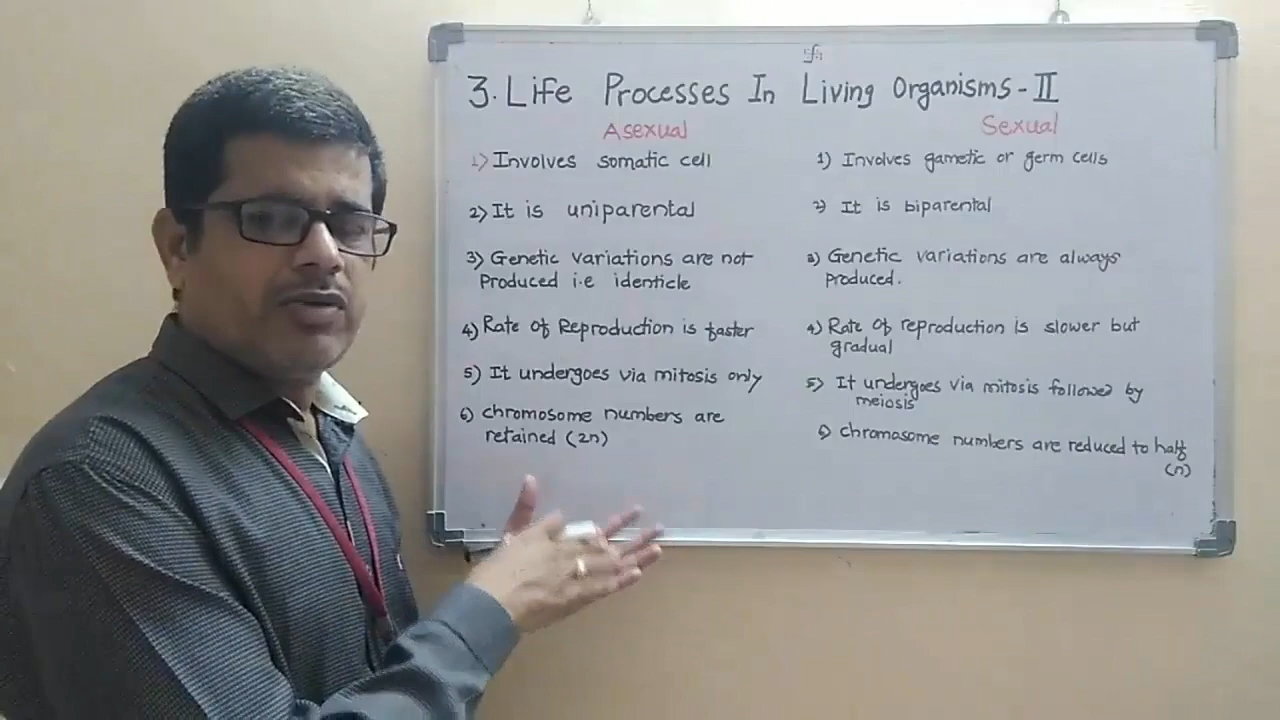 3. Life Processes In Living Organisms - II
Asexual
1) Involves somatic cell
2) It is uniparental
3) Genetic variations are not
Produced i.e identicle
4) Rate of Reproduction is faster
5) It undergoes via mitosis only
6) chromosome numbers are
retained (2n)
Sexual
1) Involves gametic or germ cells
2) It is biparental
3) Genetic variations are always
Produced.
4) Rate of reproduction is slower but
gradual
5) It undergoes via mitosis followed by
meiosis
6) chromasome numbers are reduced to half
(n)